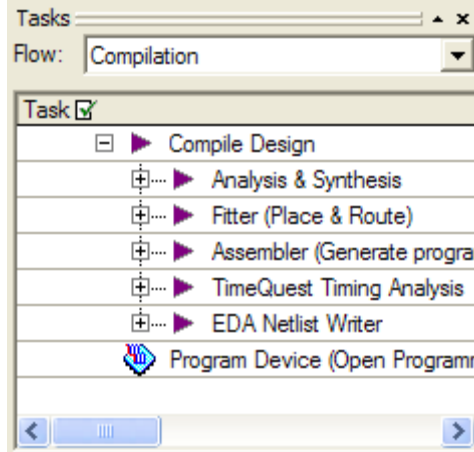 Tasks
Flow: Compilation
Task
Compile Design
Analysis & Synthesis
Fitter (Place & Route)
Assembler (Generate progra
TimeQuest Timing Analysis
EDA Netlist Writer
Program Device (Open Program